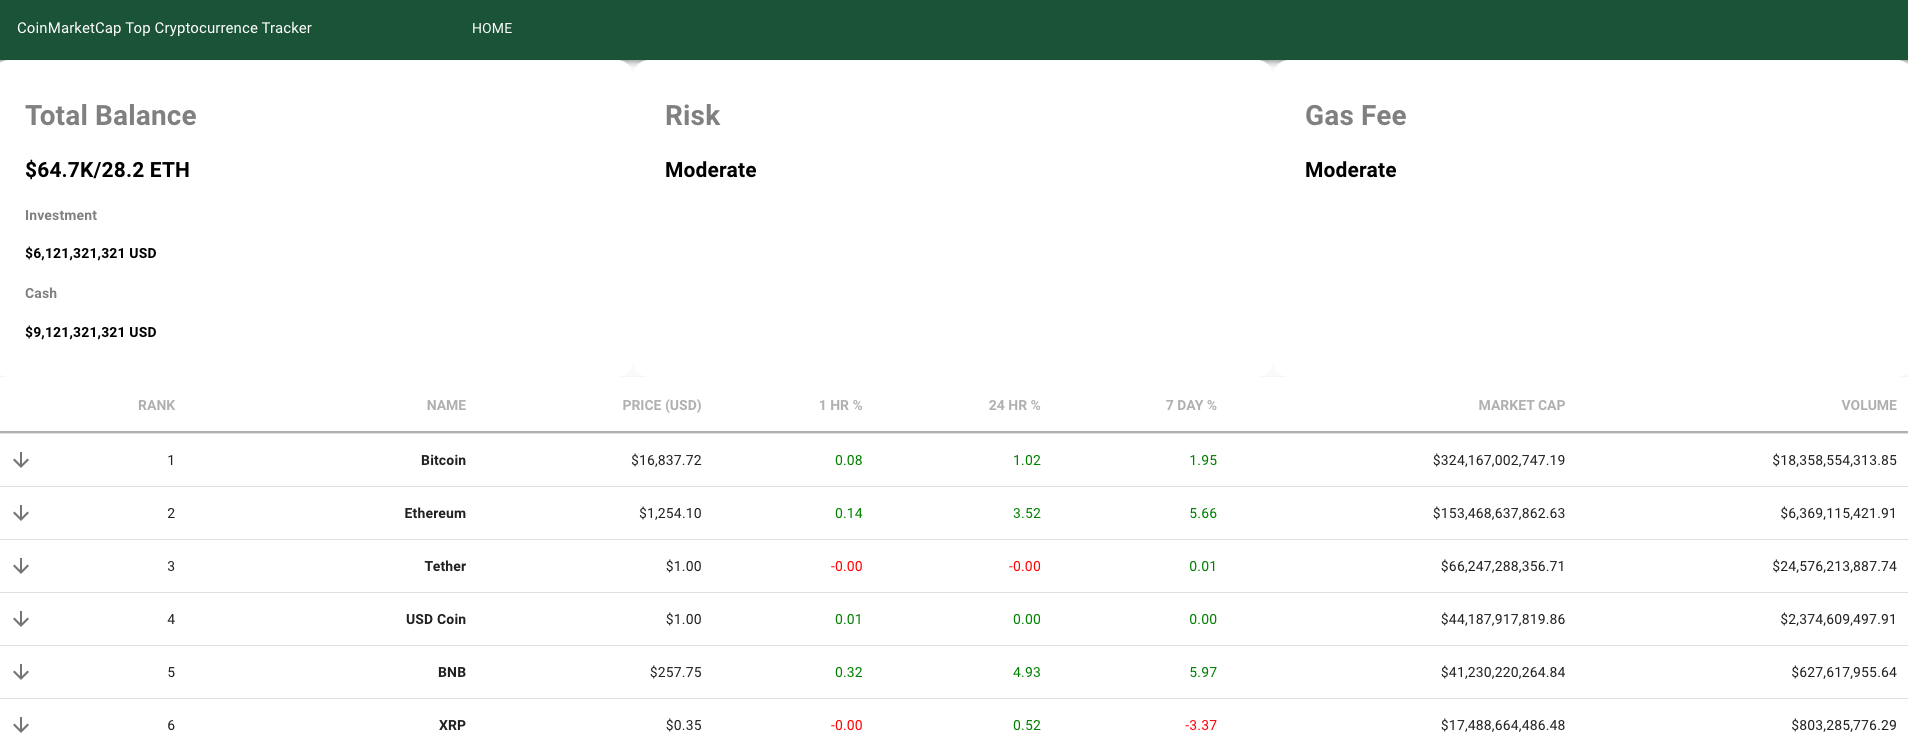 CoinMarketCap Top Cryptocurrence Tracker HOME
Total Balance Risk Gas Fee
$64.7K/28.2 ETH Moderate Moderate
Investment
$6,121,321,321 USD
Cash
$9,121,321,321 USD
RANK NAME PRICE (USD) 1 HR % 24 HR % 7 DAY % MARKET CAP VOLUME
1 Bitcoin $16,837.72 0.08 1.02 1.95 $324,167,002,747.19 $18,358,554,313.85
2 Ethereum $1,254.10 0.14 3.52 5.66 $153,468,637,862.63 $6,369,115,421.91
3 Tether $1.00 -0.00 -0.00 0.01 $66,247,288,356.71 $24,576,213,887.74
4 USD Coin $1.00 0.01 0.00 0.00 $44,187,917,819.86 $2,374,609,497.91
5 BNB $257.75 0.32 4.93 5.97 $41,230,220,264.84 $627,617,955.64
6 XRP $0.35 -0.00 0.52 -3.37 $17,488,664,486.48 $803,285,776.29